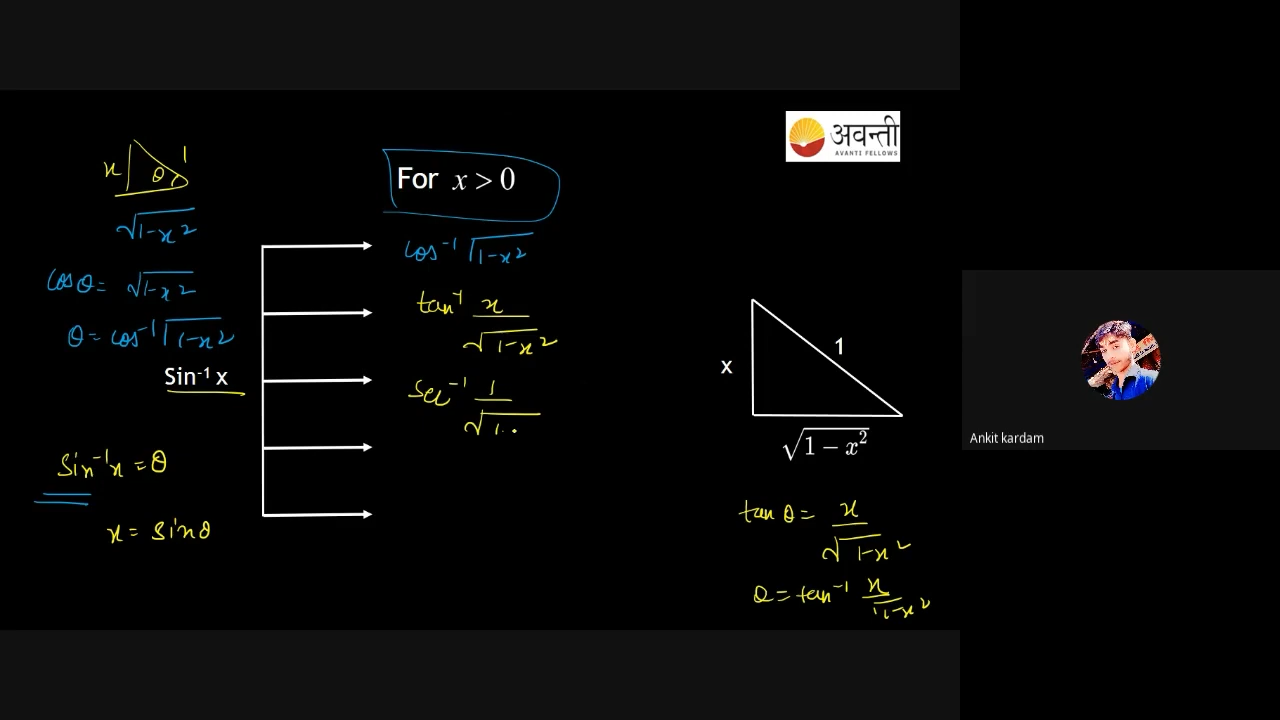 अवन्ती
AVANTI FELLOWS
x
1
θ
√1-x²
cosθ = √1-x²
θ = cos⁻¹√1-x²
Sin⁻¹ x
sin⁻¹x = θ
x = sinθ
For x > 0
cos⁻¹ √1-x²
tan⁻¹ x/√1-x²
sec⁻¹ 1/√1..
x
1
√1 − x²
tan θ = x/√1-x²
θ = tan⁻¹ x/√1-x²
Ankit kardam